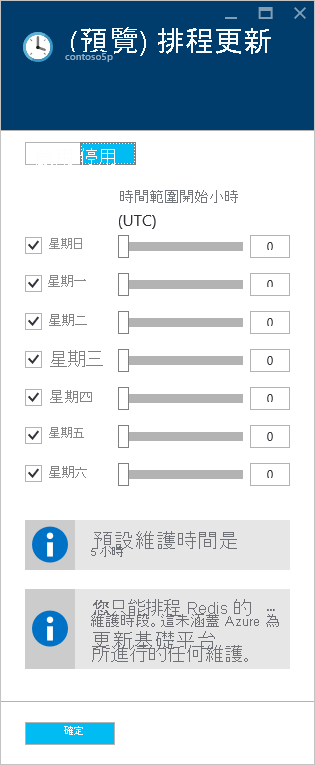 (預覽) 排程更新
contoso5p
停用
時間範圍開始小時
(UTC)
星期日 0
星期一 0
星期二 0
星期三 0
星期四 0
星期五 0
星期六 0
預設維護時間是
5 小時
您只能排程 Redis 的 ...
維護時段。這未涵蓋 Azure 為
更新基礎平台
所進行的任何維護。
確定